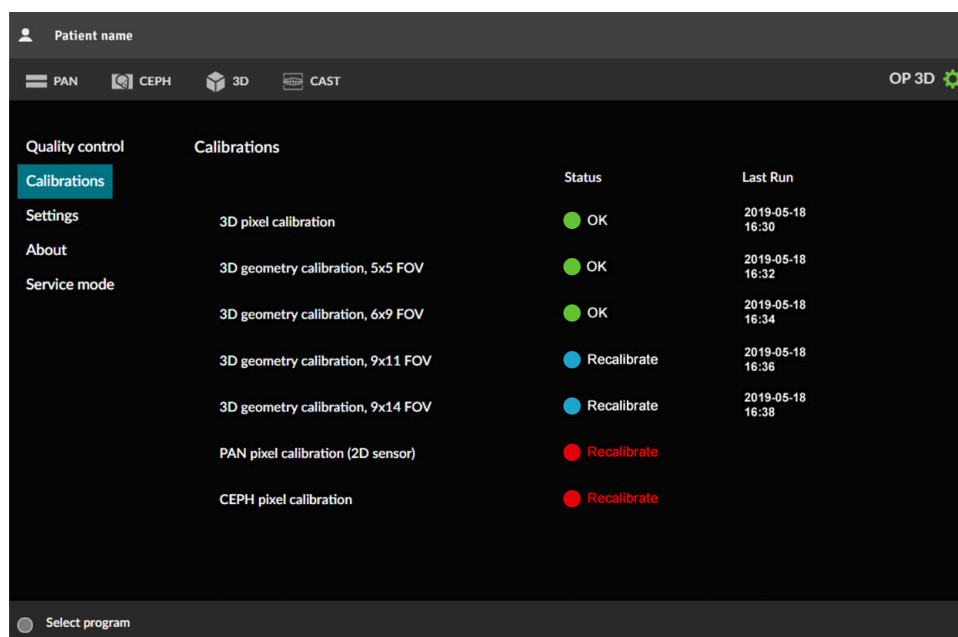 Patient name
PAN CEPH 3D CAST OP 3D
Quality control
Calibrations
Settings
About
Service mode
Calibrations
Status Last Run
3D pixel calibration OK 2019-05-18
16:30
3D geometry calibration, 5x5 FOV OK 2019-05-18
16:32
3D geometry calibration, 6x9 FOV OK 2019-05-18
16:34
3D geometry calibration, 9x11 FOV Recalibrate 2019-05-18
16:36
3D geometry calibration, 9x14 FOV Recalibrate 2019-05-18
16:38
PAN pixel calibration (2D sensor) Recalibrate
CEPH pixel calibration Recalibrate
Select program